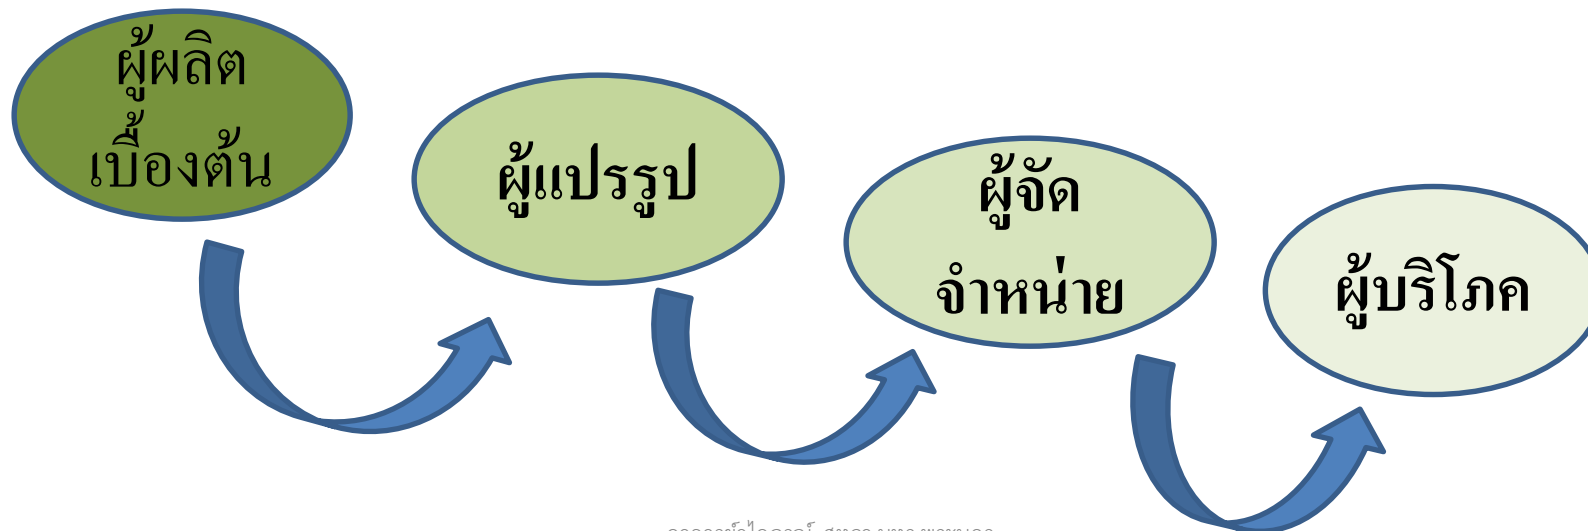 ผู้ผลิต
เบื้องต้น
ผู้แปรรูป
ผู้จัด
จำหน่าย
ผู้บริโภค